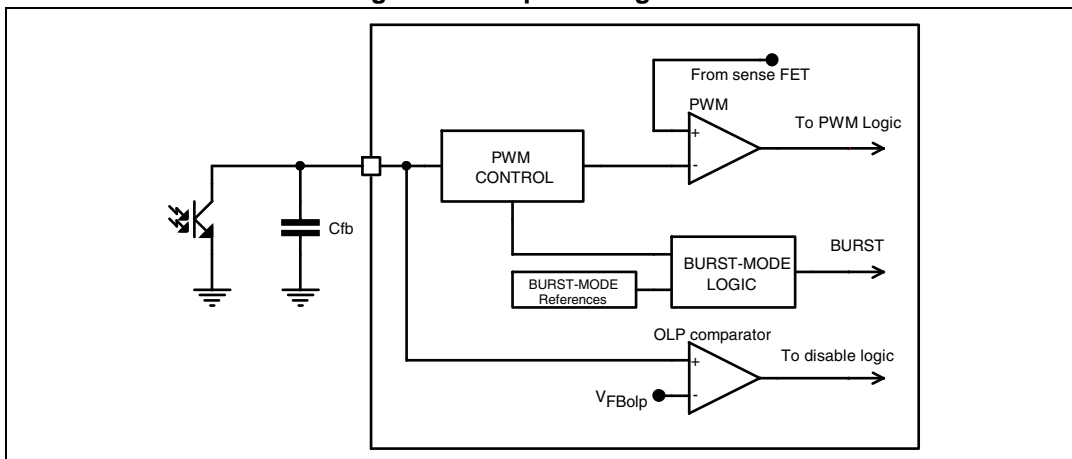 From sense FET
PWM
+
-
To PWM Logic
PWM
CONTROL
Cfb
BURST-MODE
LOGIC
BURST
BURST-MODE
References
OLP comparator
+
-
To disable logic
VFBolp